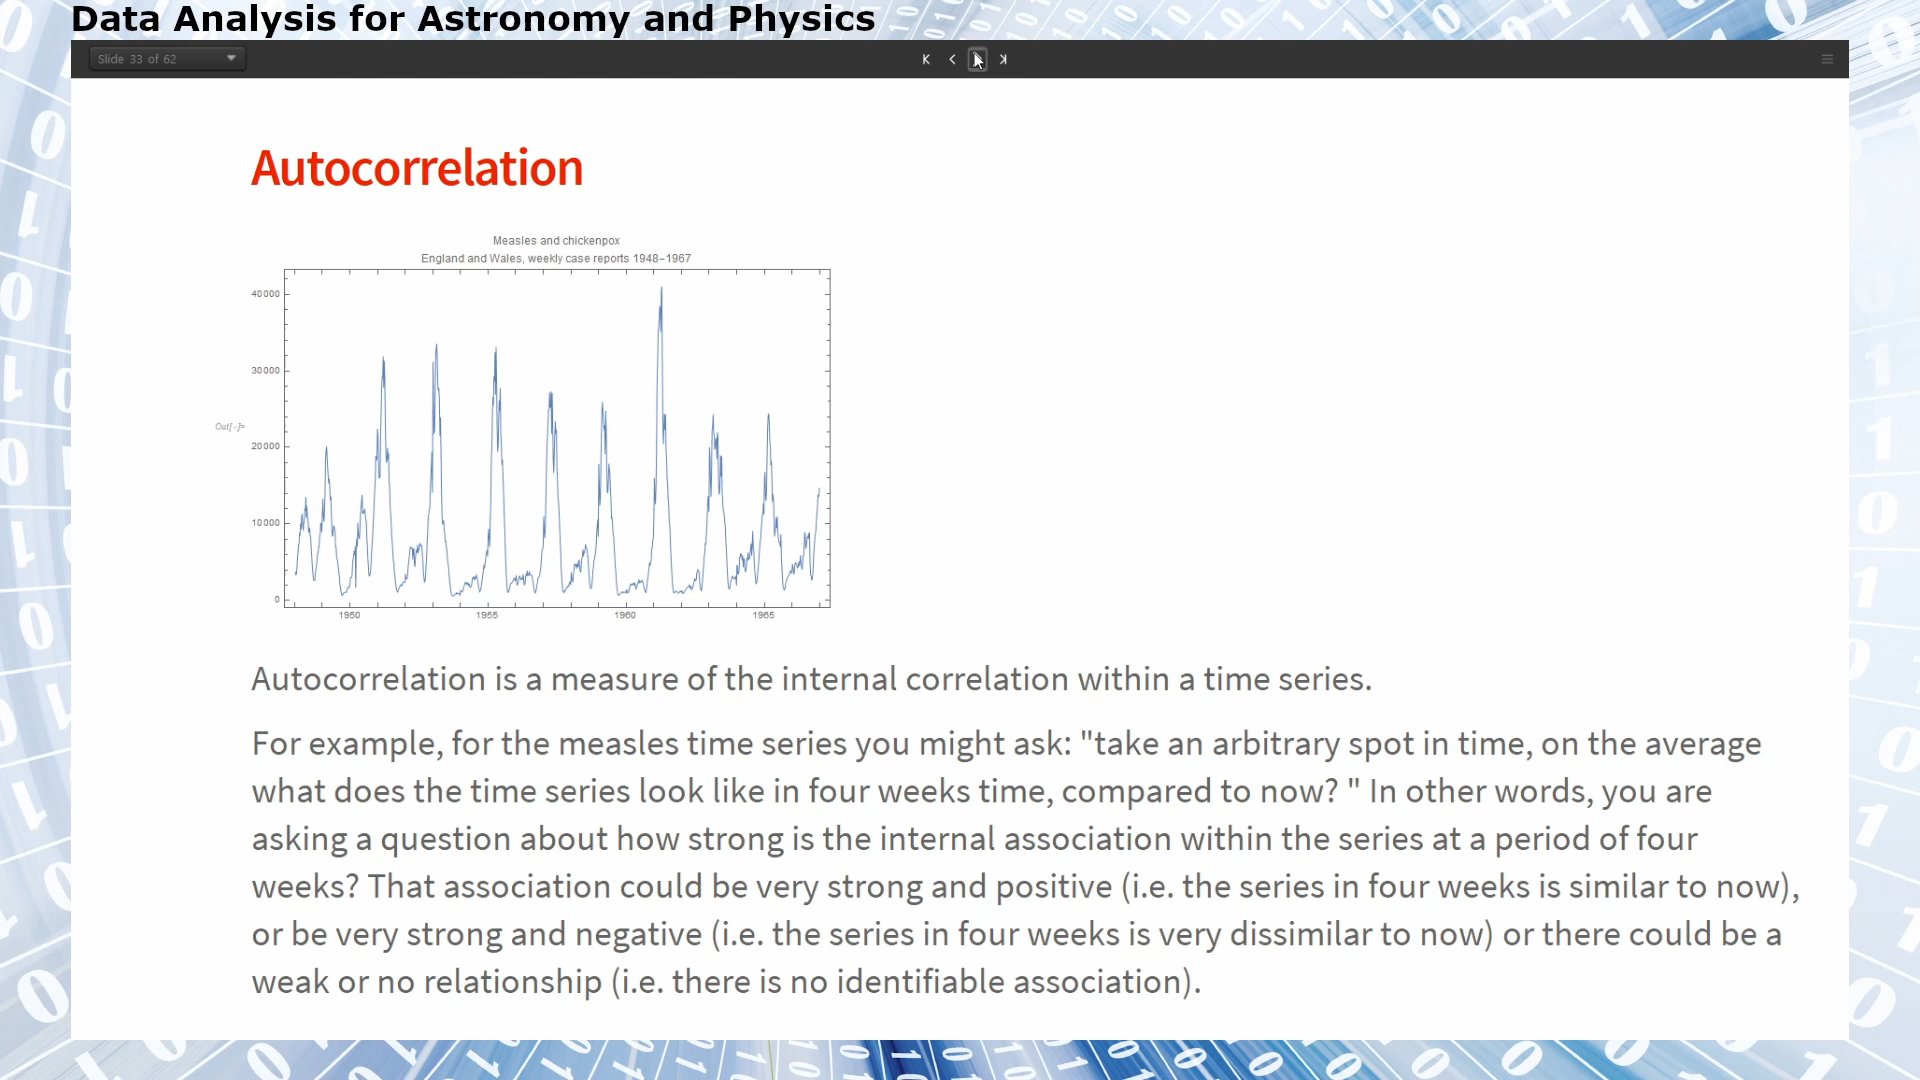 Data Analysis for Astronomy and Physics
Slide 33 of 62
Autocorrelation
Measles and chickenpox
England and Wales, weekly case reports 1948–1967
40000
30000
Out[◦]=
20000
10000
0
1950 1955 1960 1965
Autocorrelation is a measure of the internal correlation within a time series.
For example, for the measles time series you might ask: "take an arbitrary spot in time, on the average
what does the time series look like in four weeks time, compared to now? " In other words, you are
asking a question about how strong is the internal association within the series at a period of four
weeks? That association could be very strong and positive (i.e. the series in four weeks is similar to now),
or be very strong and negative (i.e. the series in four weeks is very dissimilar to now) or there could be a
weak or no relationship (i.e. there is no identifiable association).